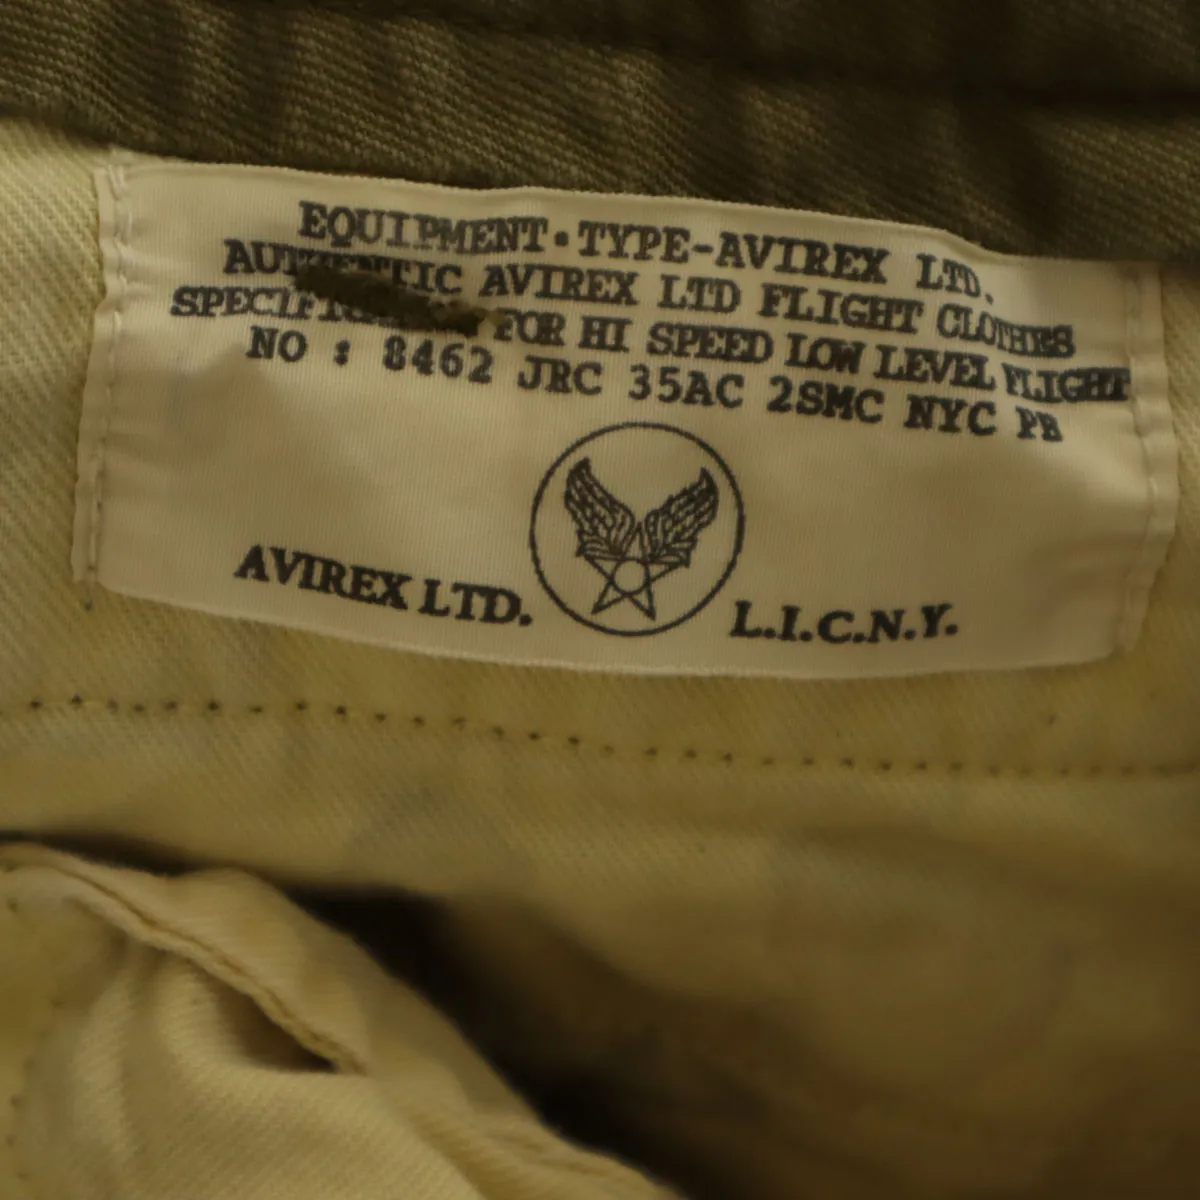 EQUIPMENT·TYPE-AVIREX LTD.
AUTHENTIC AVIREX LTD FLIGHT CLOTHES
FOR HI SPEED LOW LEVEL FLIGHT
NO : 8462 JRC 35AC 2SMC NYC PB
AVIREX LTD.
L.I.C.N.Y.